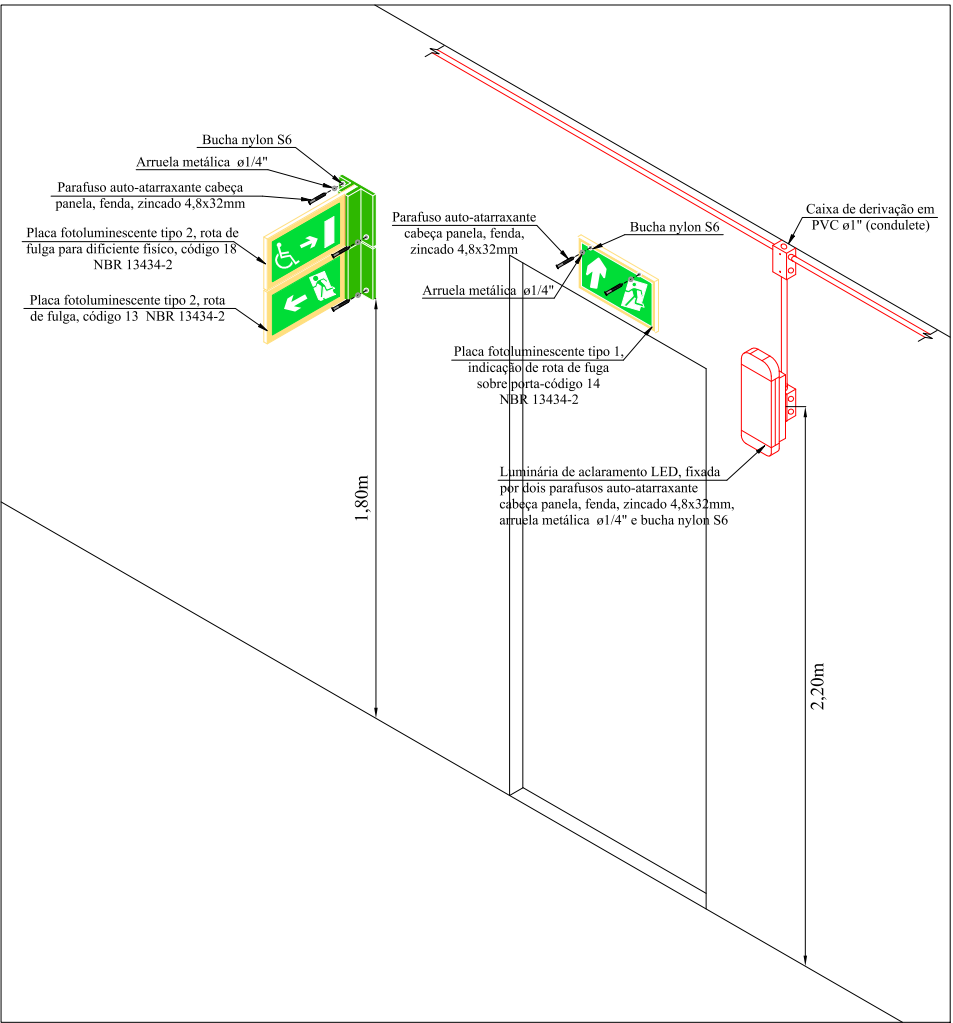 Bucha nylon S6
Arruela metálica ø1/4"
Parafuso auto-atarraxante cabeça
panela, fenda, zincado 4,8x32mm
Placa fotoluminescente tipo 2, rota de
fulga para dificiente fisico, código 18
NBR 13434-2
Placa fotoluminescente tipo 2, rota
de fulga, código 13 NBR 13434-2
1,80m
Parafuso auto-atarraxante
cabeça panela, fenda,
zincado 4,8x32mm
Bucha nylon S6
Arruela metálica ø1/4"
Placa fotoluminescente tipo 1,
indicação de rota de fuga
sobre porta-código 14
NBR 13434-2
Caixa de derivação em
PVC ø1" (condulete)
Luminária de aclaramento LED, fixada
por dois parafusos auto-atarraxante
cabeça panela, fenda, zincado 4,8x32mm,
arruela metálica ø1/4" e bucha nylon S6
2,20m